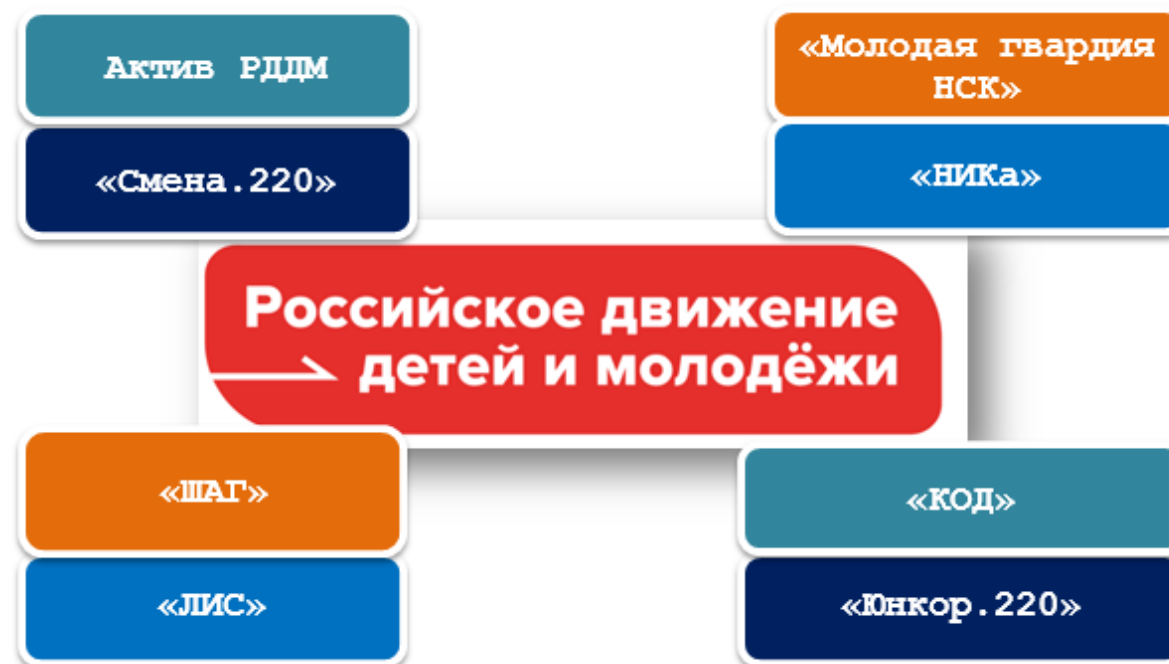 Актив РДДМ
«Молодая гвардия
НСК»
«Смена.220»
«НИКа»
Российское движение
детей и молодёжи
«ШАГ»
«КОД»
«ЛИС»
«Юнкор.220»